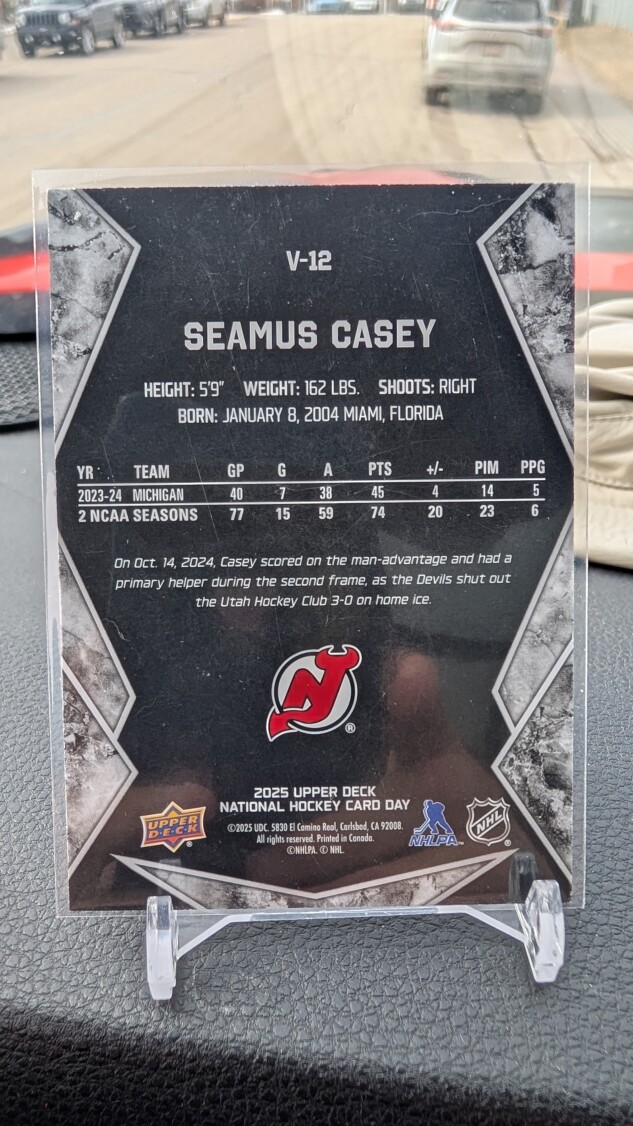 V-12
SEAMUS CASEY
HEIGHT: 5'9" WEIGHT: 162 LBS. SHOOTS: RIGHT
BORN: JANUARY 8, 2004 MIAMI, FLORIDA
YR TEAM GP G A PTS +/- PIM PPG
2023-24 MICHIGAN 40 7 38 45 4 14 5
2 NCAA SEASONS 77 15 59 74 20 23 6
On Oct. 14, 2024, Casey scored on the man-advantage and had a
primary helper during the second frame, as the Devils shut out
the Utah Hockey Club 3-0 on home ice.
NJ ®
2025 UPPER DECK
NATIONAL HOCKEY CARD DAY
UPPER DECK ®
©2025 UDC. 5830 El Camino Real, Carlsbad, CA 92008.
All rights reserved. Printed in Canada.
©NHLPA. © NHL.
NHLPA
NHL ®